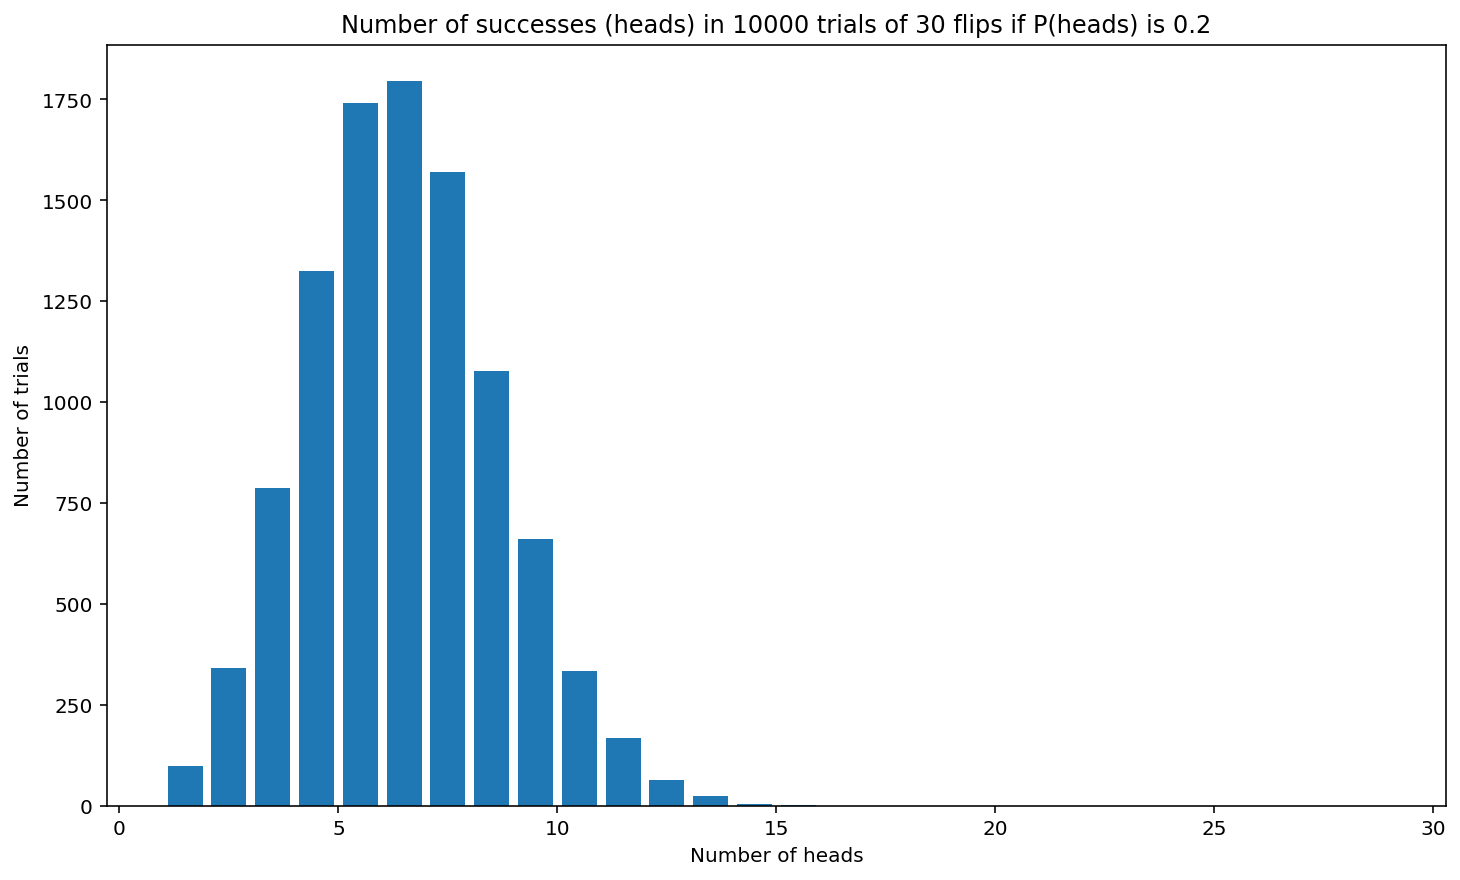 Number of successes (heads) in 10000 trials of 30 flips if P(heads) is 0.2
1750
1500
1250
1000
750
500
250
0
Number of trials
0 5 10 15 20 25 30
Number of heads